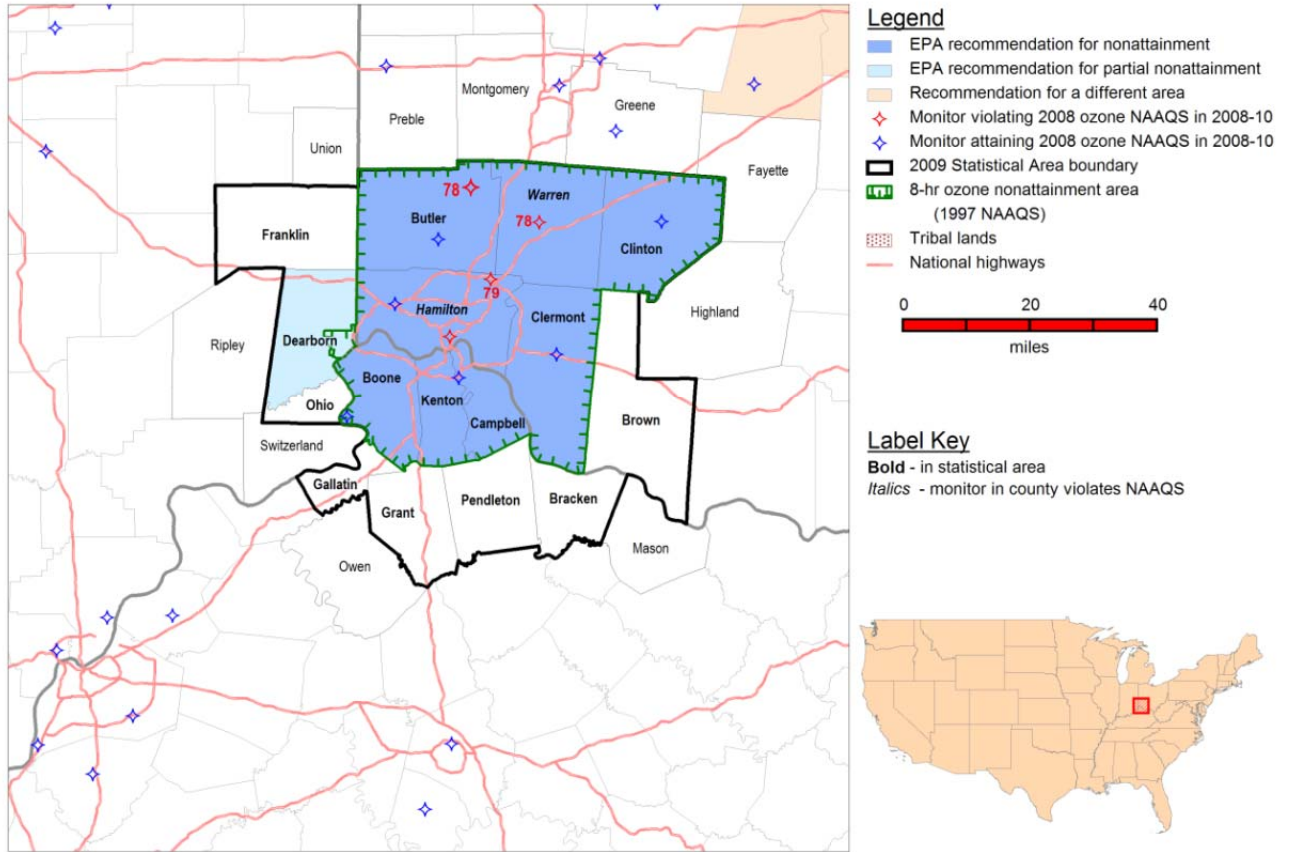 Montgomery
Greene
Preble
Union
Fayette
78
Warren
Butler
78
Franklin
Clinton
79
Hamilton
Highland
Clermont
Ripley
Dearborn
Boone
Kenton
Ohio
Brown
Campbell
Switzerland
Gallatin
Pendleton
Bracken
Grant
Mason
Owen
Legend
EPA recommendation for nonattainment
EPA recommendation for partial nonattainment
Recommendation for a different area
Monitor violating 2008 ozone NAAQS in 2008-10
Monitor attaining 2008 ozone NAAQS in 2008-10
2009 Statistical Area boundary
8-hr ozone nonattainment area
(1997 NAAQS)
Tribal lands
National highways
0 20 40
miles
Label Key
Bold - in statistical area
Italics - monitor in county violates NAAQS